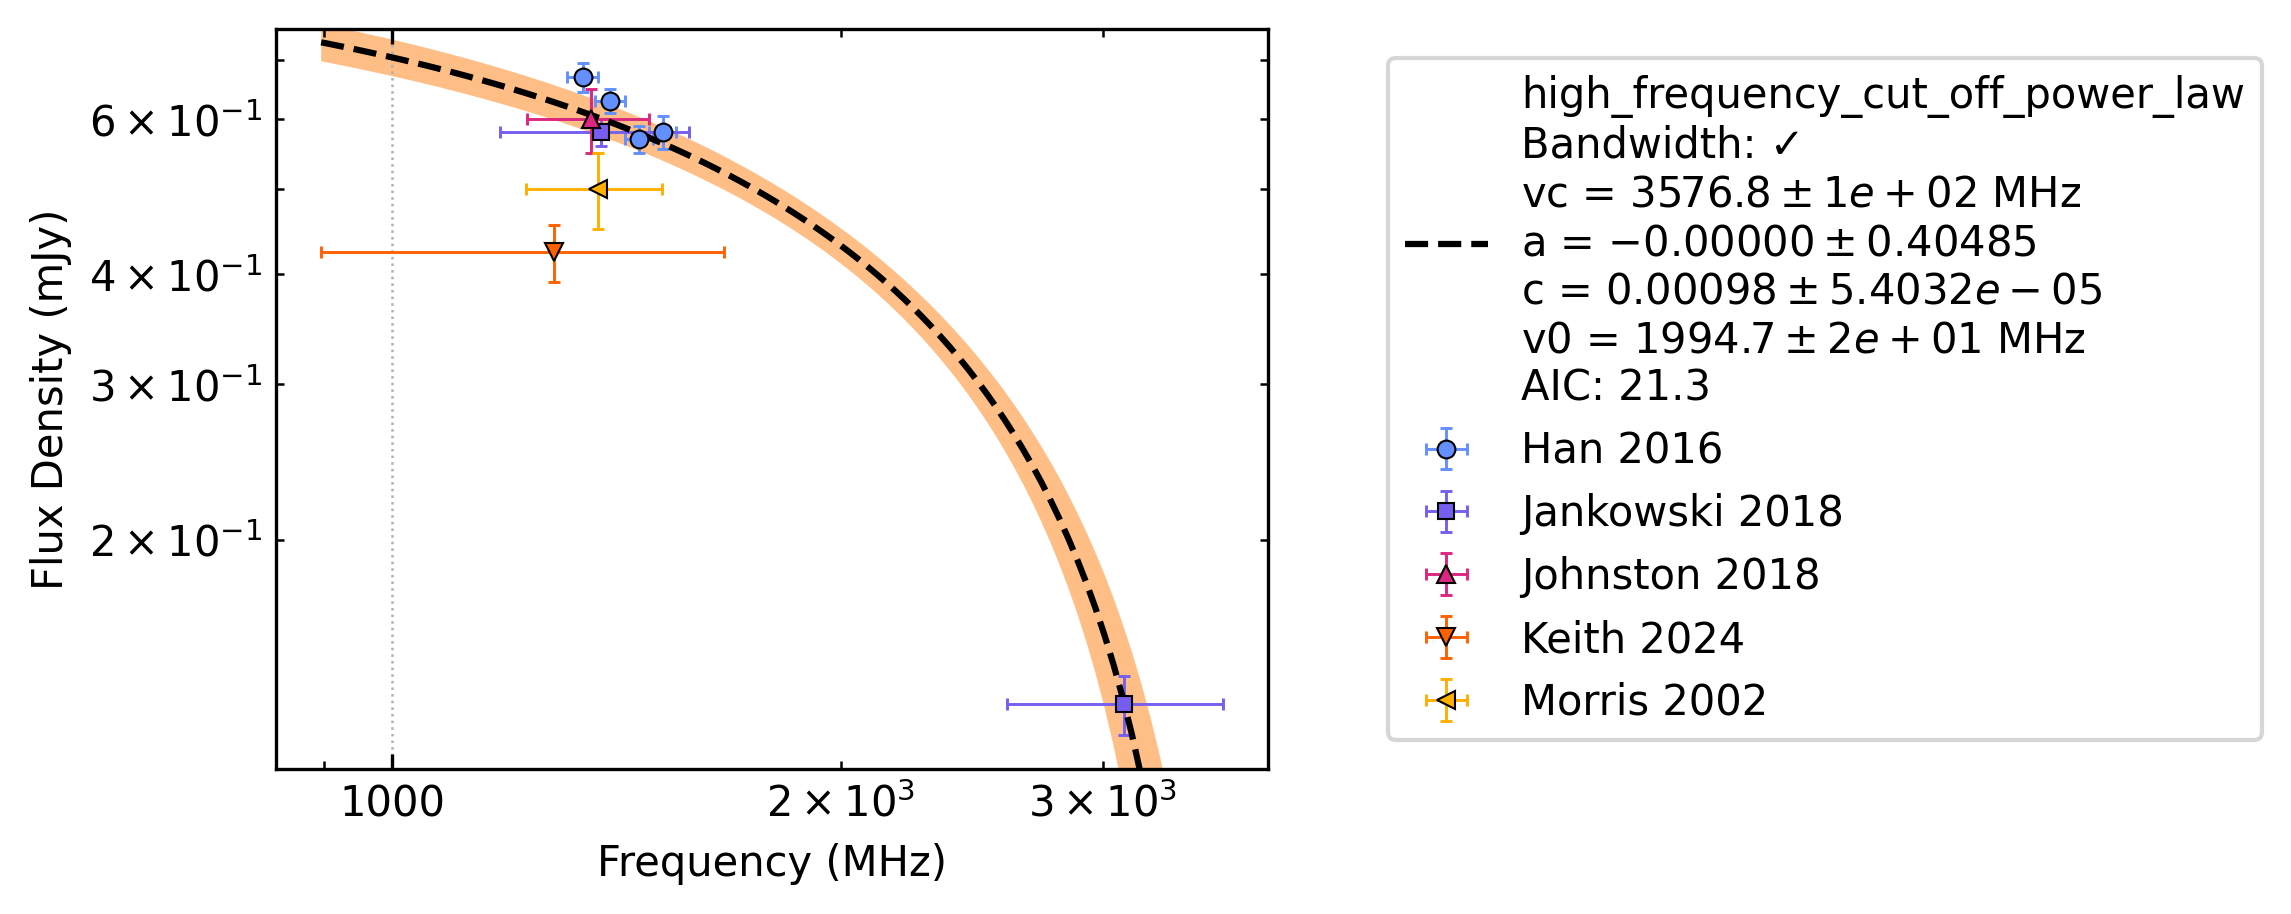 6 × 10⁻¹
4 × 10⁻¹
3 × 10⁻¹
2 × 10⁻¹
Flux Density (mJy)
1000
2 × 10³
3 × 10³
Frequency (MHz)
high_frequency_cut_off_power_law
Bandwidth: ✓
vc = 3576.8 ± 1e + 02 MHz
a = −0.00000 ± 0.40485
c = 0.00098 ± 5.4032e − 05
v0 = 1994.7 ± 2e + 01 MHz
AIC: 21.3
Han 2016
Jankowski 2018
Johnston 2018
Keith 2024
Morris 2002